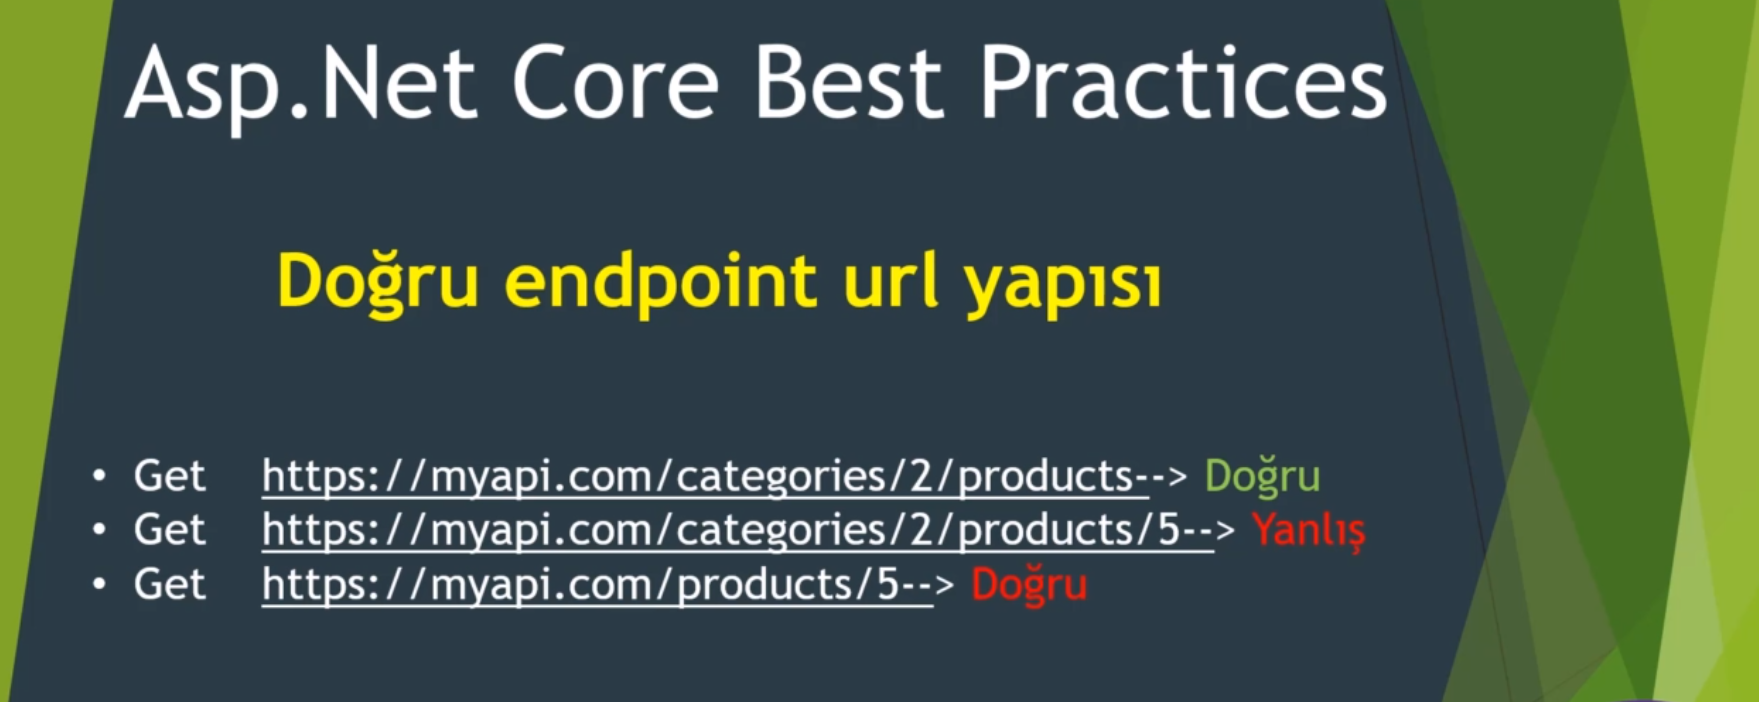 Asp.Net Core Best Practices
Doğru endpoint url yapısı
• Get https://myapi.com/categories/2/products--> Doğru
• Get https://myapi.com/categories/2/products/5--> Yanlış
• Get https://myapi.com/products/5--> Doğru